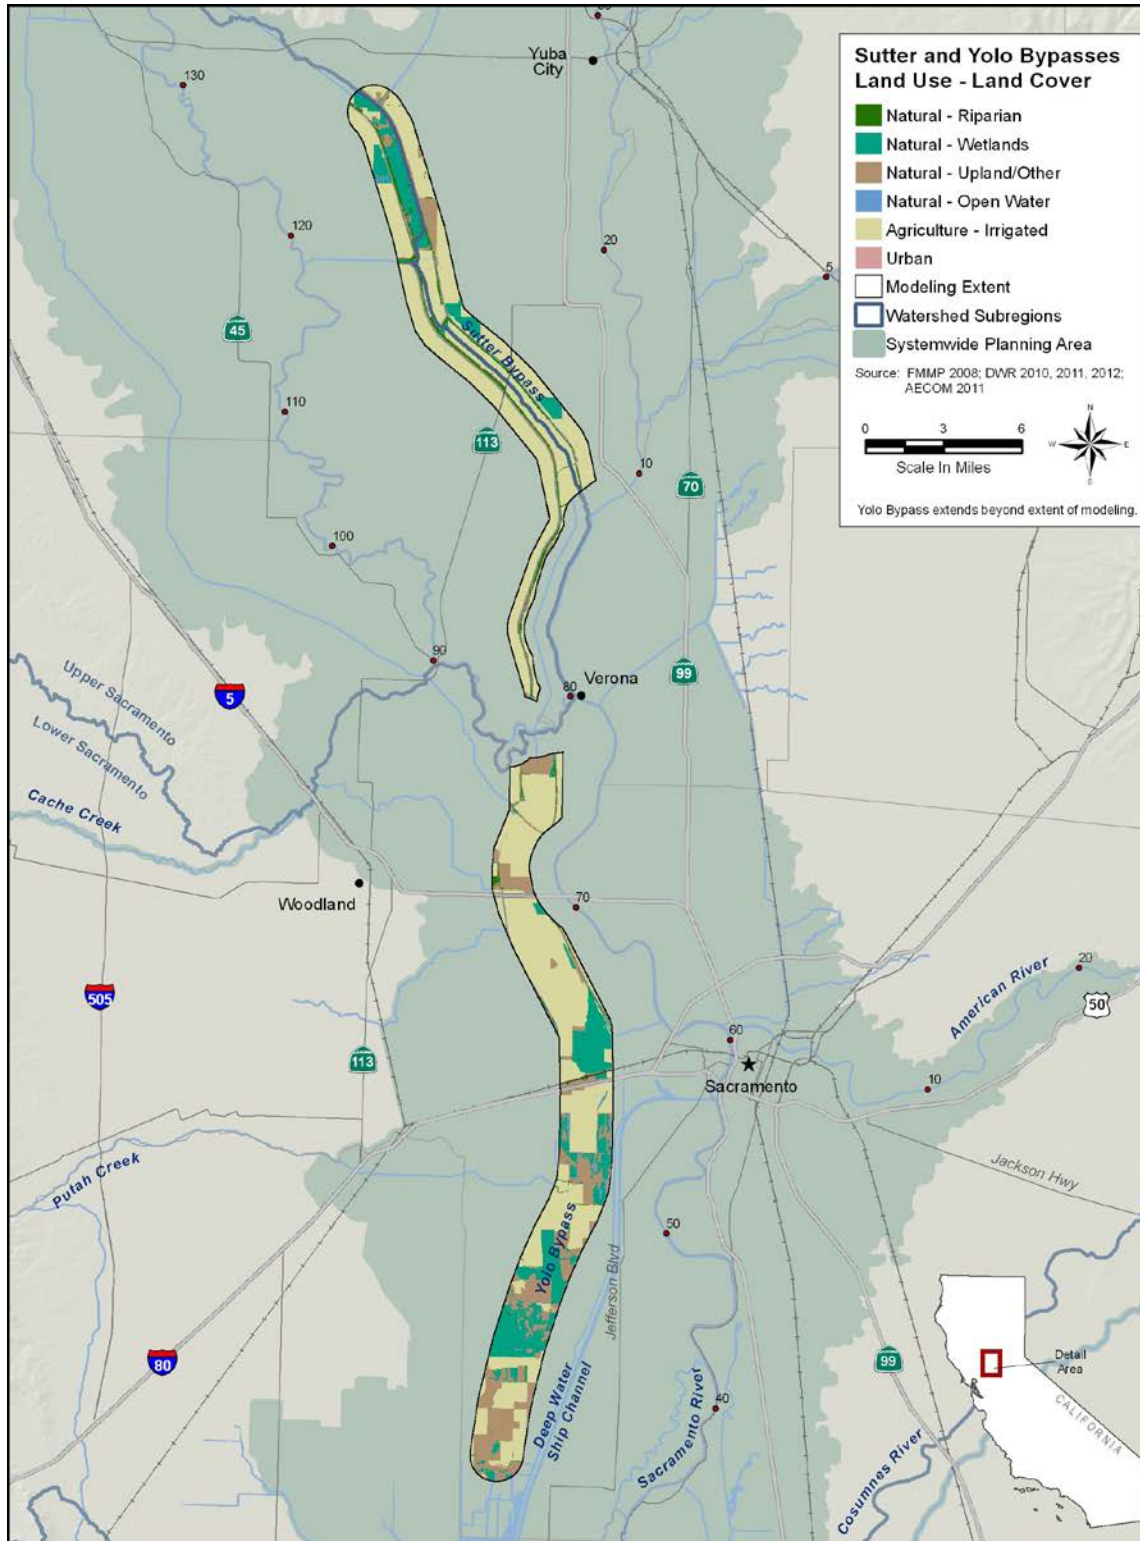 Yuba
City
130
120
20
5
45
Sutter Bypass
110
113
10
70
100
90
Verona
80
99
5
Upper Sacramento
Lower Sacramento
Cache Creek
Woodland
70
505
113
60
Sacramento
American River
20
50
10
Putah Creek
Jackson Hwy
50
Yolo Bypass
Jefferson Blvd
80
Deep Water
Ship Channel
Sacramento River
40
99
Cosumnes River
Sutter and Yolo Bypasses
Land Use - Land Cover
Natural - Riparian
Natural - Wetlands
Natural - Upland/Other
Natural - Open Water
Agriculture - Irrigated
Urban
Modeling Extent
Watershed Subregions
Systemwide Planning Area
Source: FMMP 2008; DWR 2010, 2011, 2012;
AECOM 2011
0 3 6
Scale In Miles
N
W E
S
Yolo Bypass extends beyond extent of modeling.
Detail
Area
CALIFORNIA